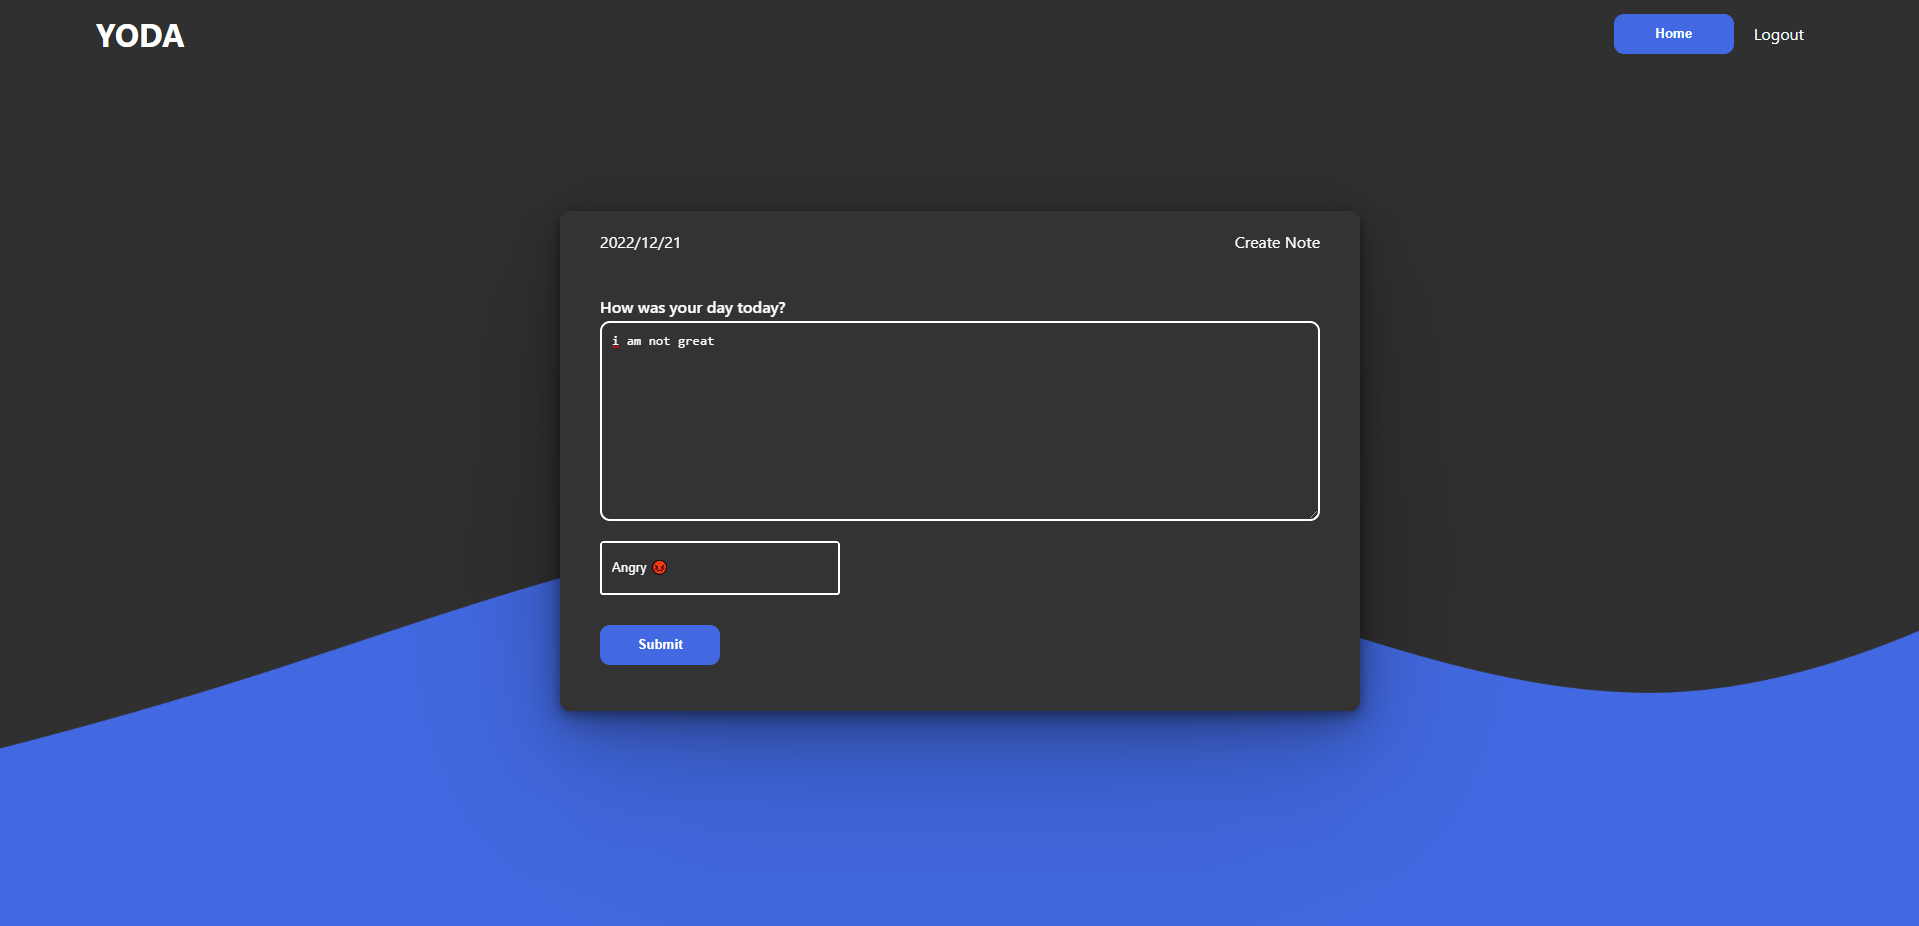 YODA
Home
Logout
2022/12/21
Create Note
How was your day today?
i am not great
Angry 😡
Submit